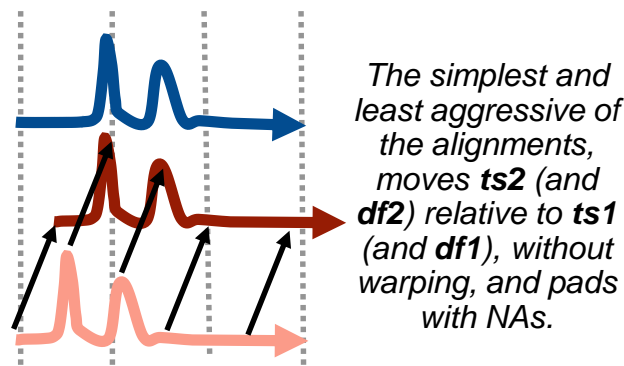 The simplest and
least aggressive of
the alignments,
moves ts2 (and
df2) relative to ts1
(and df1), without
warping, and pads
with NAs.